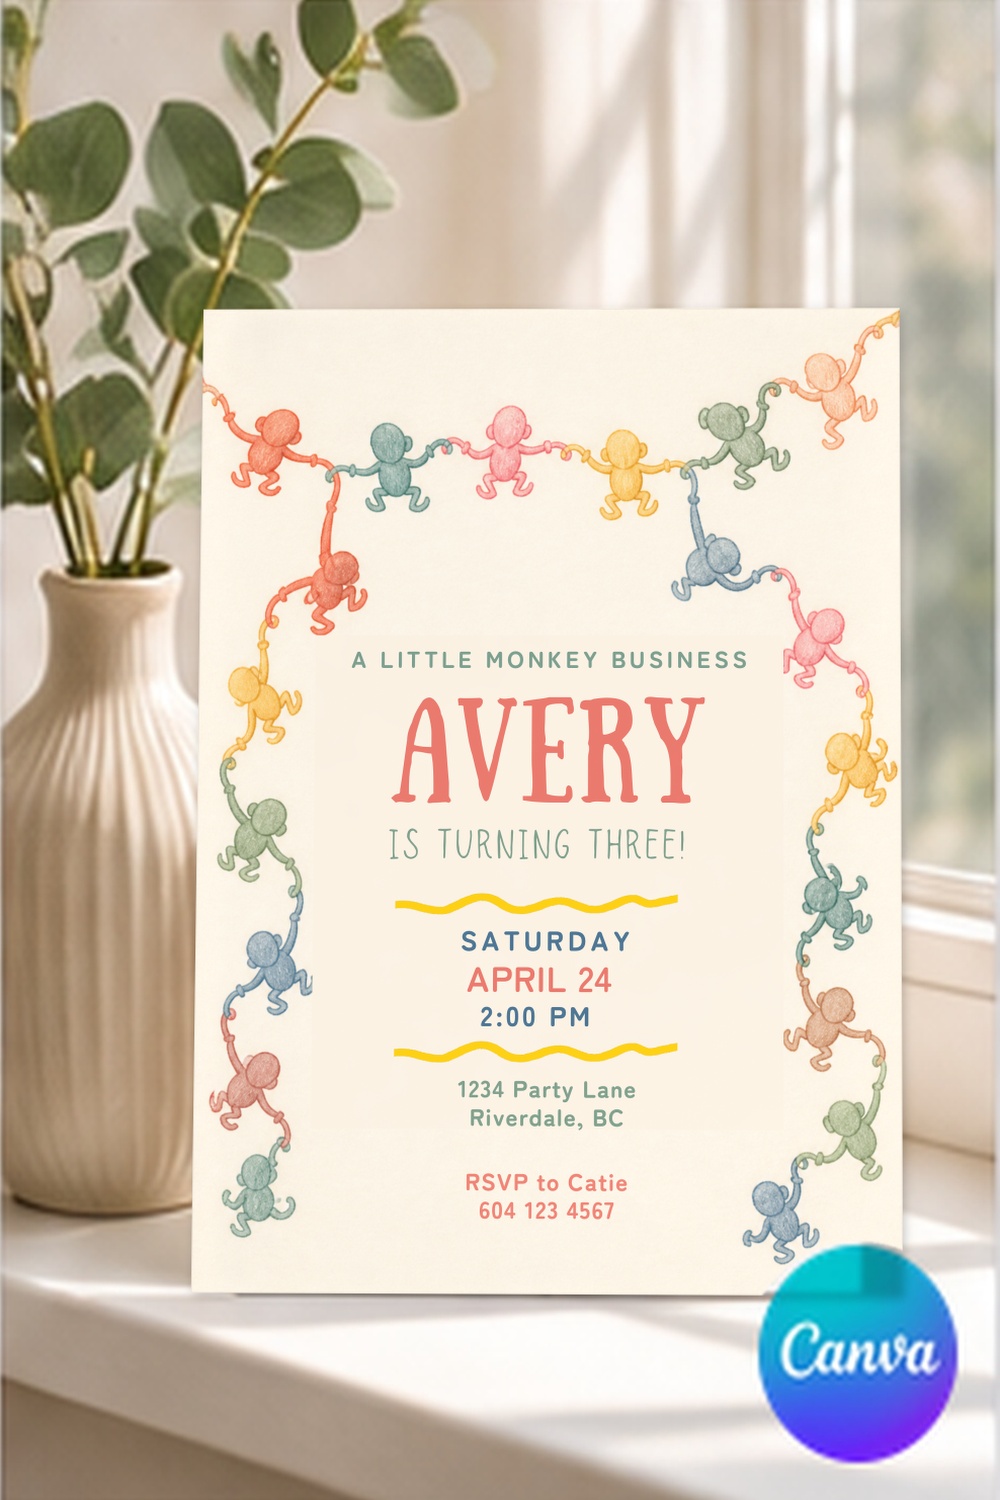 A LITTLE MONKEY BUSINESS
AVERY
IS TURNING THREE!
SATURDAY
APRIL 24
2:00 PM
1234 Party Lane
Riverdale, BC
RSVP to Catie
604 123 4567
Canva